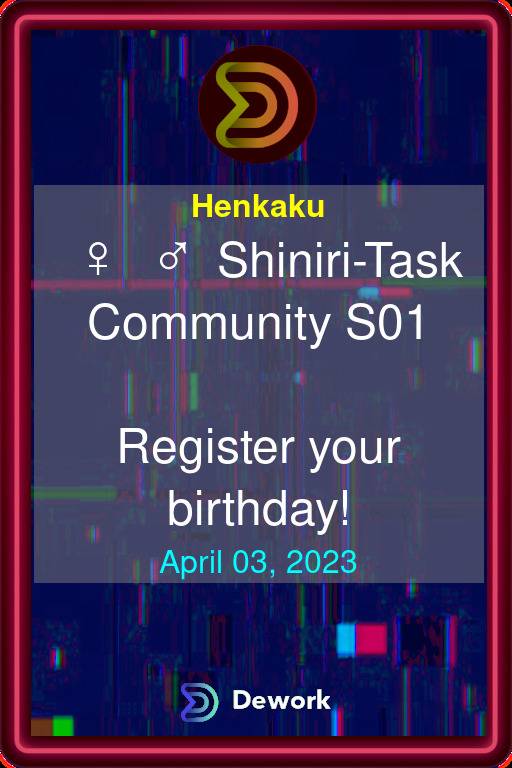 Henkaku
♀ ♂ Shiniri-Task
Community S01
Register your
birthday!
April 03, 2023
Dework